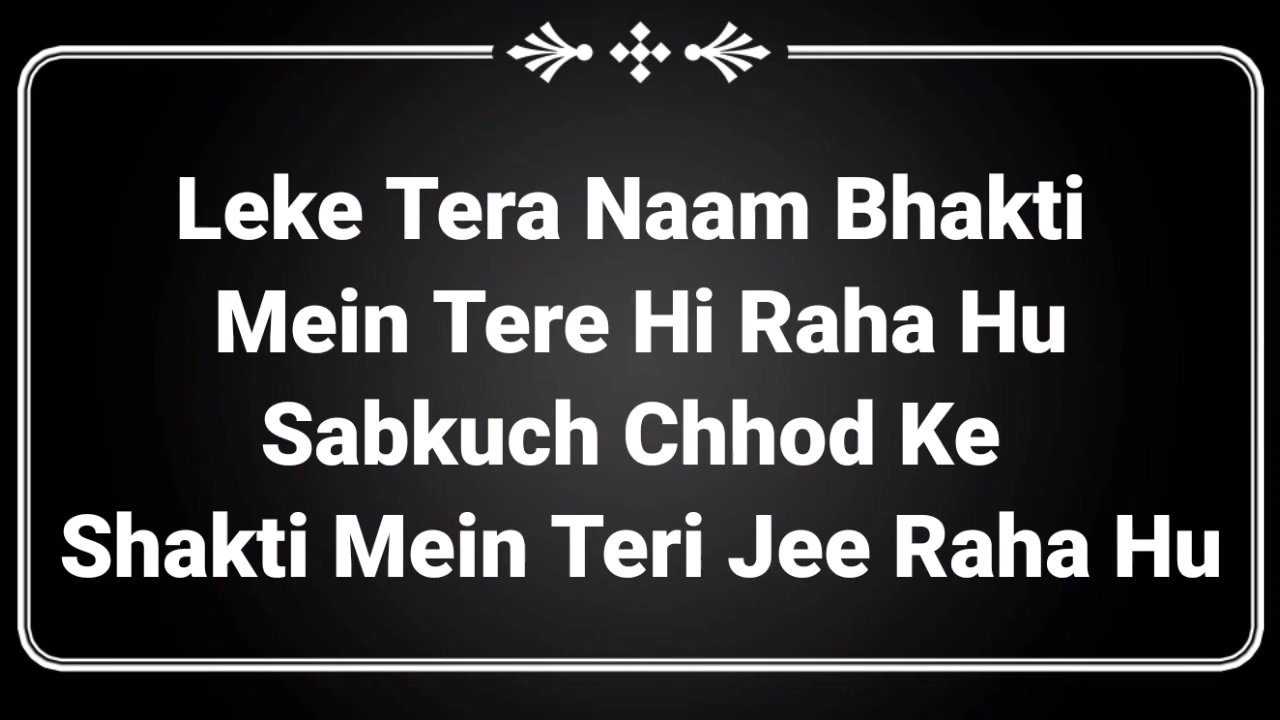 Leke Tera Naam Bhakti
Mein Tere Hi Raha Hu
Sabkuch Chhod Ke
Shakti Mein Teri Jee Raha Hu